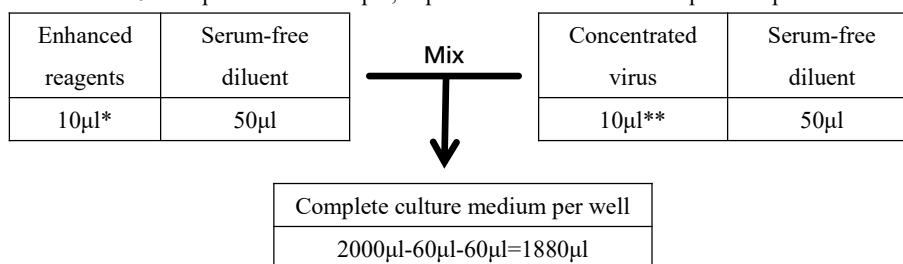 Enhanced reagents
Serum-free diluent
10μl*
50μl
Mix
Concentrated virus
Serum-free diluent
10μl**
50μl
Complete culture medium per well
2000μl-60μl-60μl=1880μl